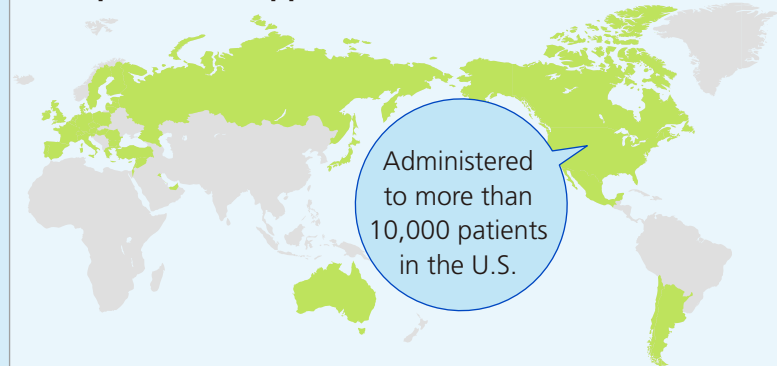 Administered
to more than
10,000 patients
in the U.S.